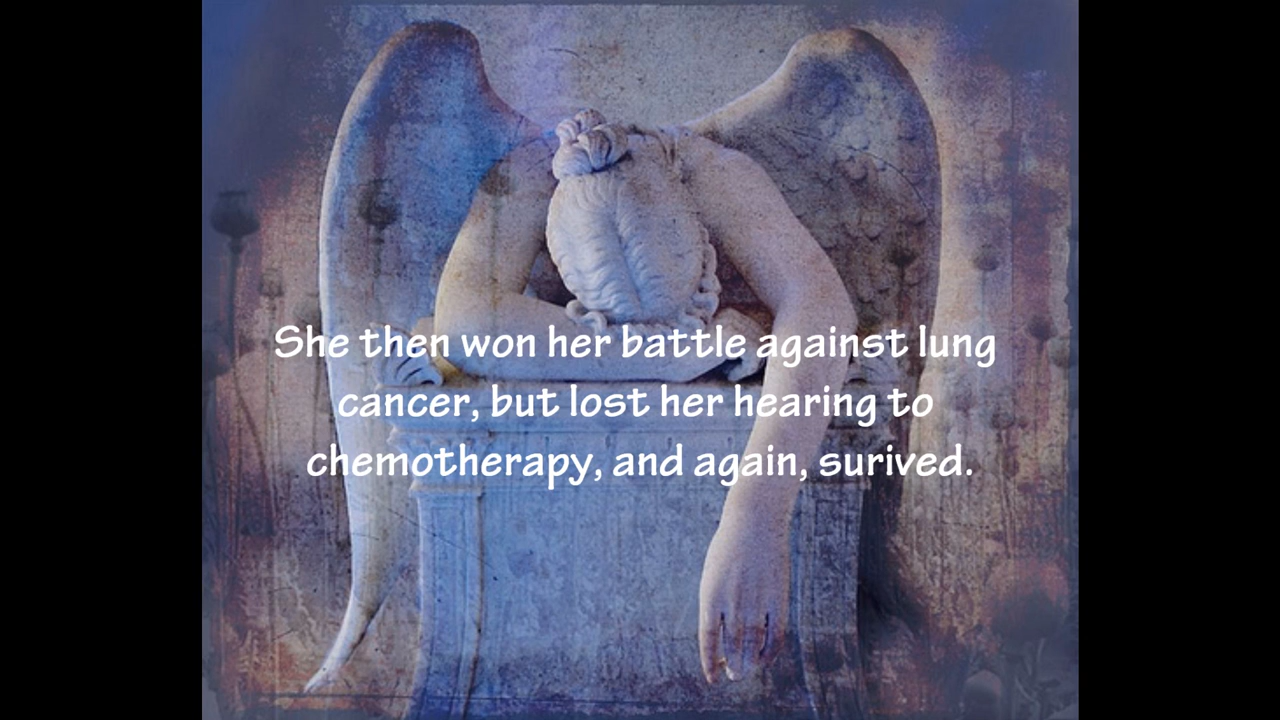 She then won her battle against lung
cancer, but lost her hearing to
chemotherapy, and again, surived.